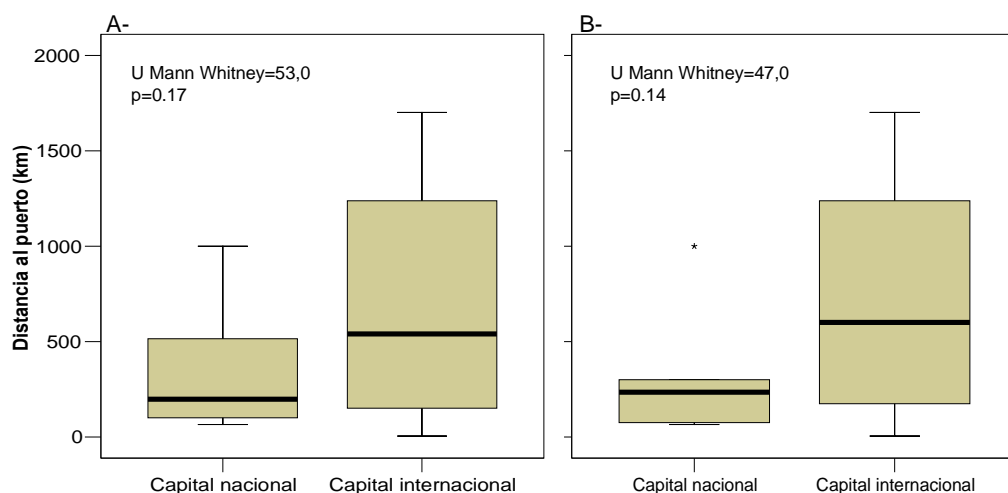 A-
B-
U Mann Whitney=53,0
p=0.17
U Mann Whitney=47,0
p=0.14
Distancia al puerto (km)
2000
1500
1000
500
0
*
Capital nacional
Capital internacional
Capital nacional
Capital internacional